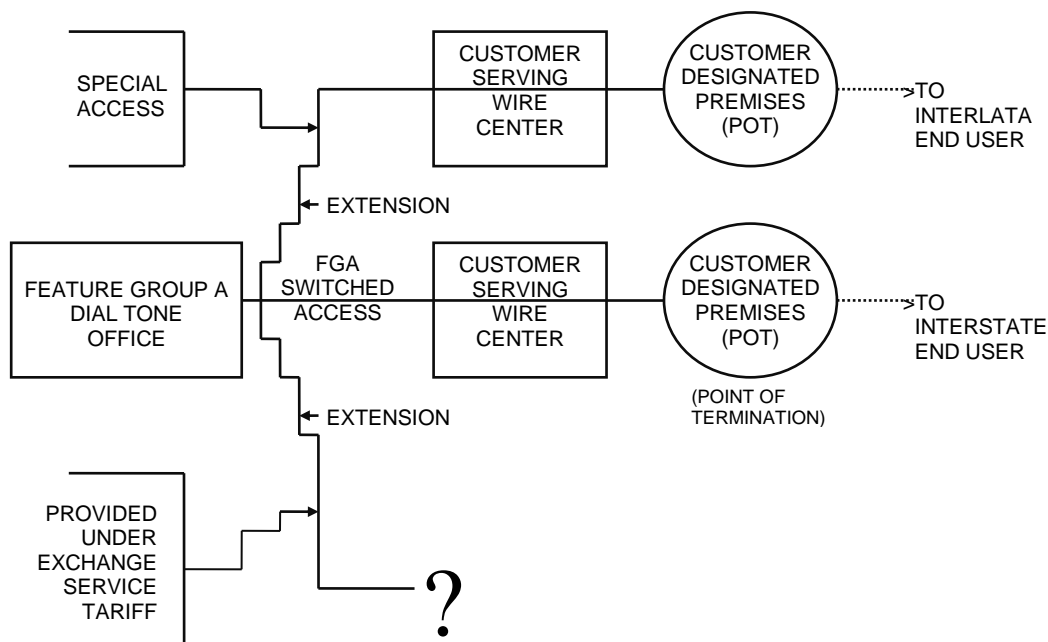 SPECIAL
ACCESS
CUSTOMER
SERVING
WIRE
CENTER
CUSTOMER
DESIGNATED
PREMISES
(POT)
>TO
INTERLATA
END USER
EXTENSION
FEATURE GROUP A
DIAL TONE
OFFICE
FGA
SWITCHED
ACCESS
CUSTOMER
SERVING
WIRE
CENTER
CUSTOMER
DESIGNATED
PREMISES
(POT)
>TO
INTERSTATE
END USER
(POINT OF
TERMINATION)
EXTENSION
PROVIDED
UNDER
EXCHANGE
SERVICE
TARIFF
?